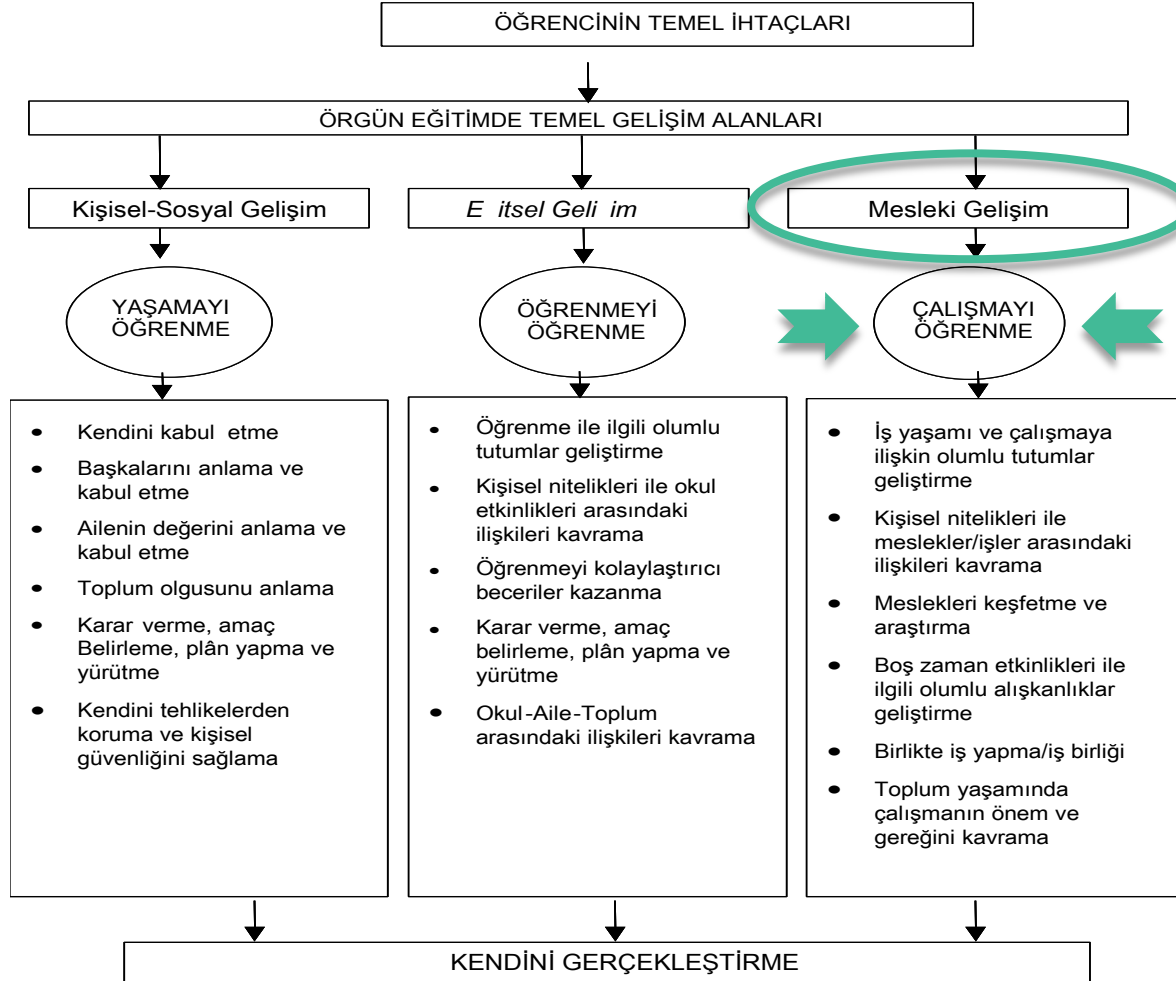 ÖĞRENCİNİN TEMEL İHTAÇLARI
ÖRGÜN EĞİTİMDE TEMEL GELİŞİM ALANLARI
Kişisel-Sosyal Gelişim
E itsel Geli im
Mesleki Gelişim
YAŞAMAYI
ÖĞRENME
ÖĞRENMEYİ
ÖĞRENME
ÇALIŞMAYI
ÖĞRENME
• Kendini kabul etme
• Başkalarını anlama ve
kabul etme
• Ailenin değerini anlama ve
kabul etme
• Toplum olgusunu anlama
• Karar verme, amaç
Belirleme, plân yapma ve
yürütme
• Kendini tehlikelerden
koruma ve kişisel
güvenliğini sağlama
• Öğrenme ile ilgili olumlu
tutumlar geliştirme
• Kişisel nitelikleri ile okul
etkinlikleri arasındaki
ilişkileri kavrama
• Öğrenmeyi kolaylaştırıcı
beceriler kazanma
• Karar verme, amaç
belirleme, plân yapma ve
yürütme
• Okul-Aile-Toplum
arasındaki ilişkileri kavrama
• İş yaşamı ve çalışmaya
ilişkin olumlu tutumlar
geliştirme
• Kişisel nitelikleri ile
meslekler/işler arasındaki
ilişkileri kavrama
• Meslekleri keşfetme ve
araştırma
• Boş zaman etkinlikleri ile
ilgili olumlu alışkanlıklar
geliştirme
• Birlikte iş yapma/iş birliği
• Toplum yaşamında
çalışmanın önem ve
gereğini kavrama
KENDİNİ GERÇEKLEŞTİRME